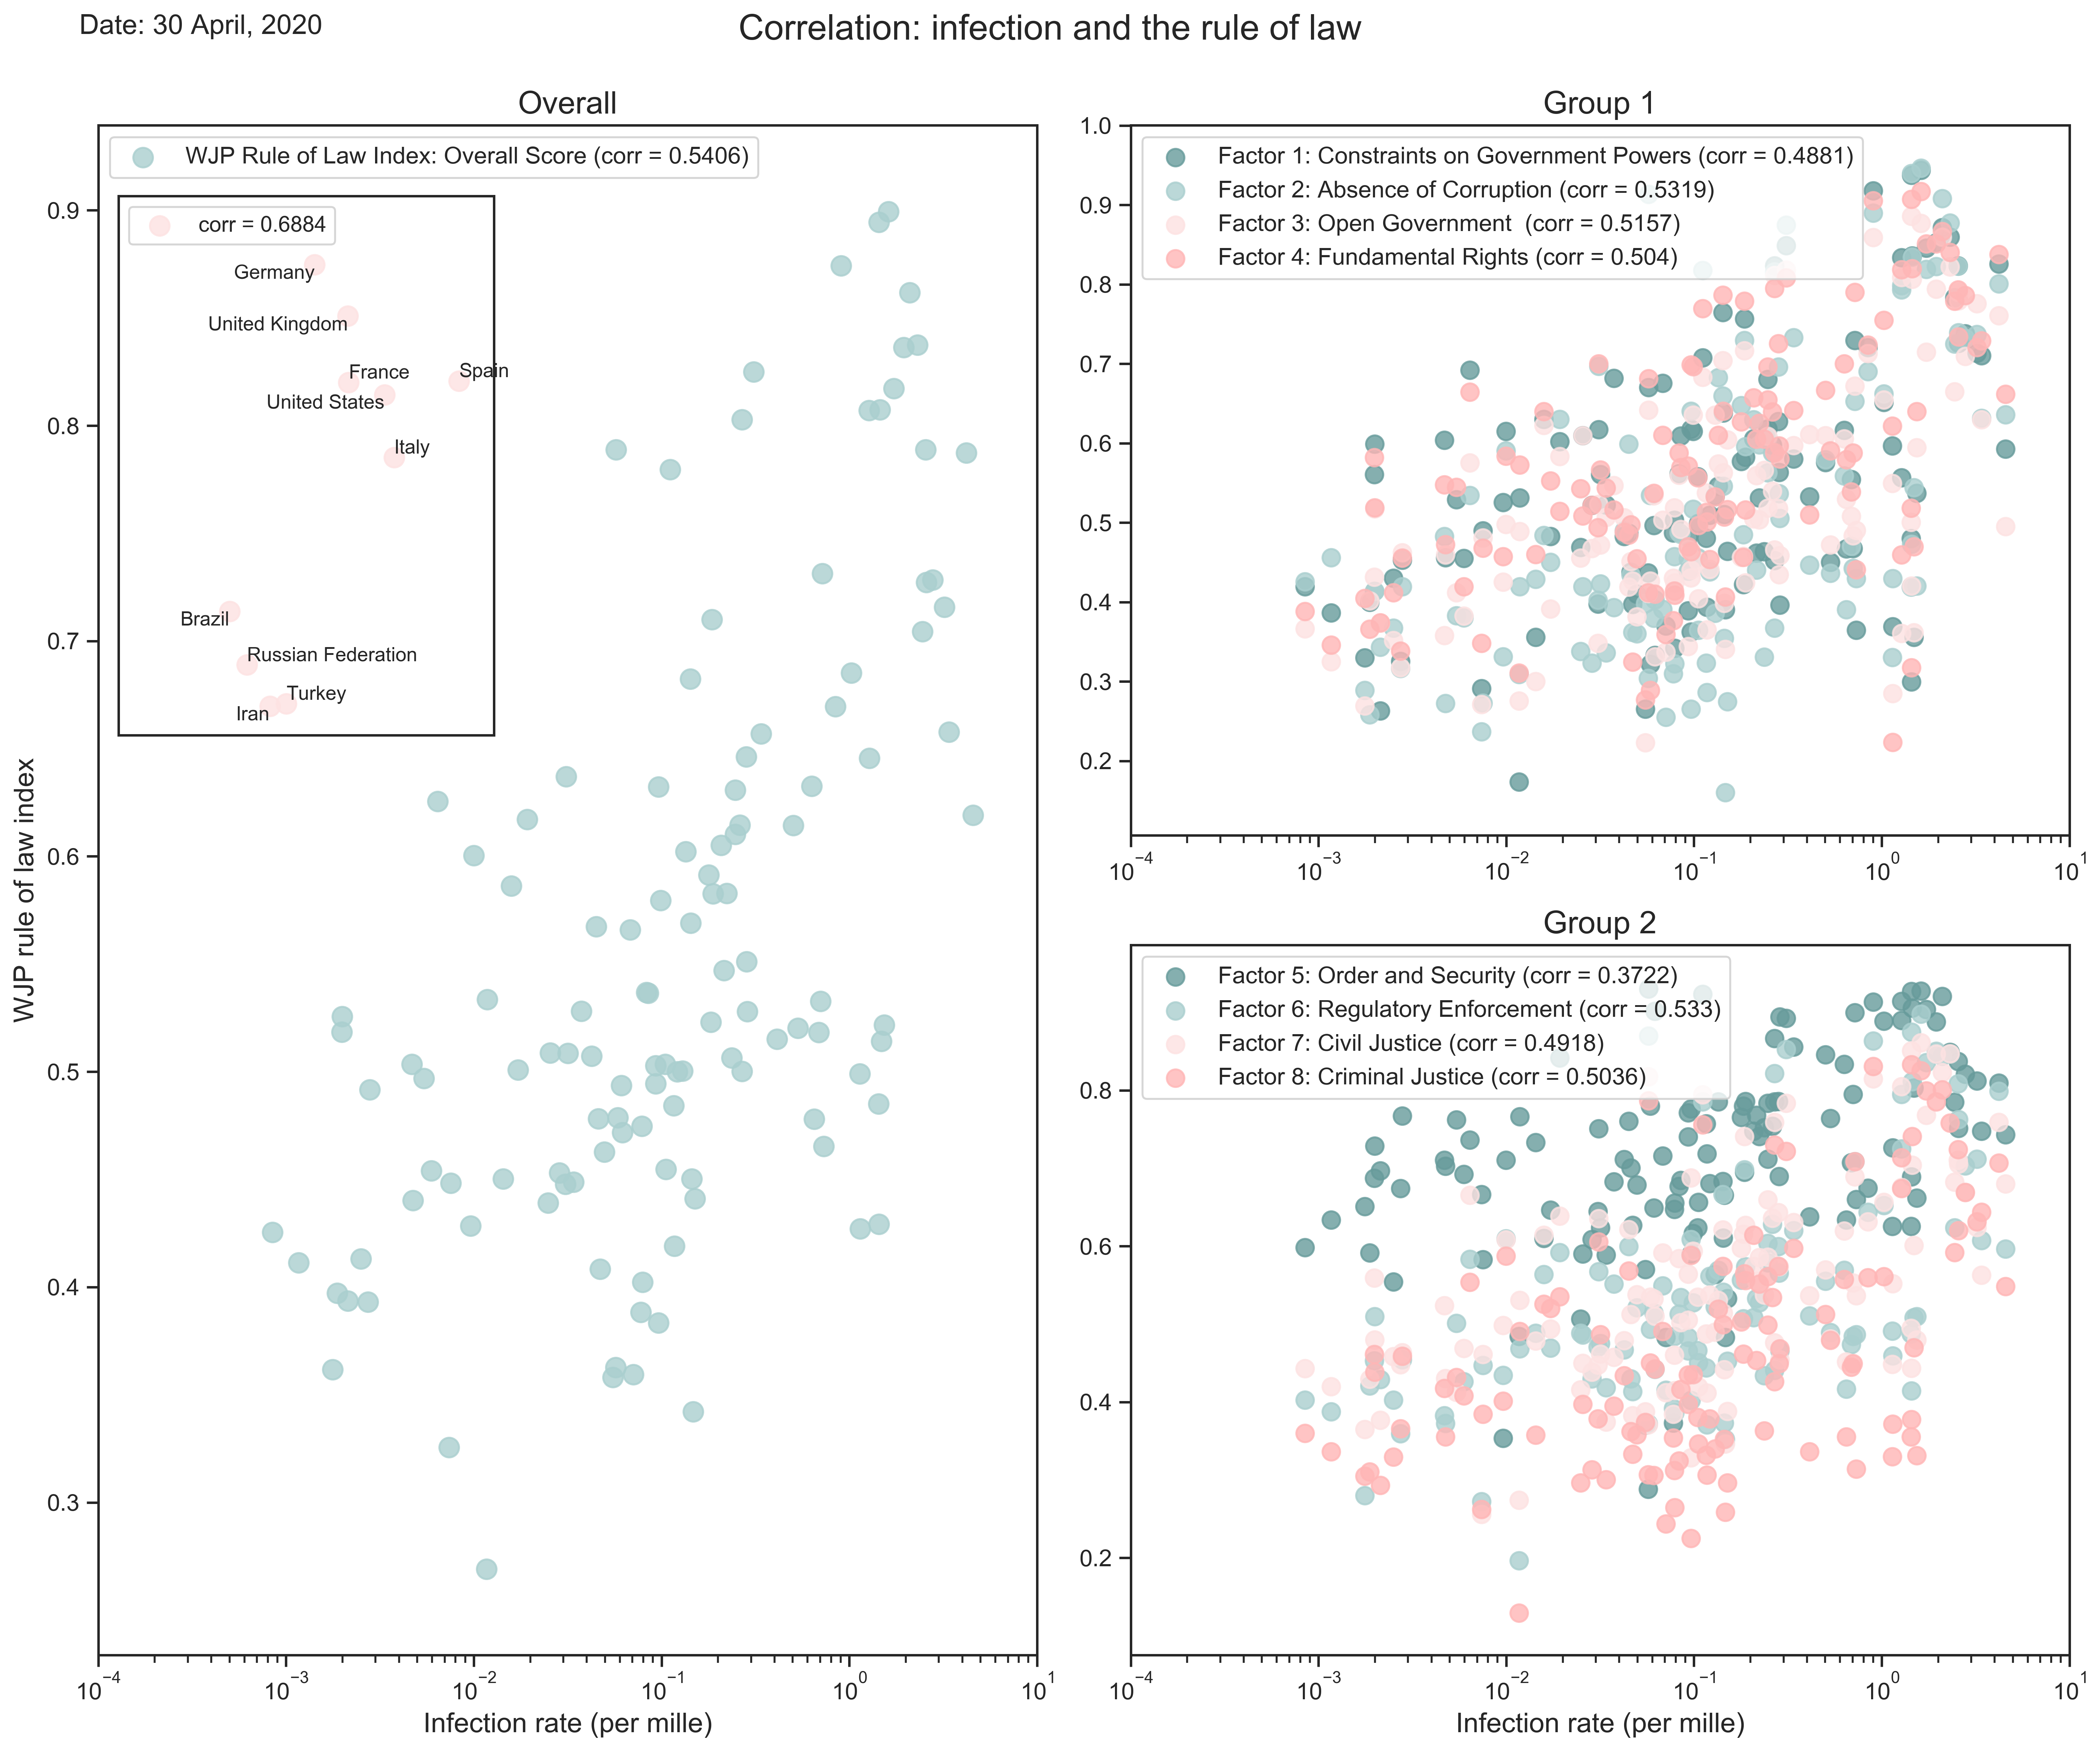 Date: 30 April, 2020
Correlation: infection and the rule of law
Overall
WJP Rule of Law Index: Overall Score (corr = 0.5406)
corr = 0.6884
Germany
United Kingdom
France
Spain
United States
Italy
Brazil
Russian Federation
Turkey
Iran
WJP rule of law index
0.9
0.8
0.7
0.6
0.5
0.4
0.3
10⁻⁴ 10⁻³ 10⁻² 10⁻¹ 10⁰ 10¹
Infection rate (per mille)
Group 1
Factor 1: Constraints on Government Powers (corr = 0.4881)
Factor 2: Absence of Corruption (corr = 0.5319)
Factor 3: Open Government  (corr = 0.5157)
Factor 4: Fundamental Rights (corr = 0.504)
1.0
0.9
0.8
0.7
0.6
0.5
0.4
0.3
0.2
10⁻⁴ 10⁻³ 10⁻² 10⁻¹ 10⁰ 10¹
Group 2
Factor 5: Order and Security (corr = 0.3722)
Factor 6: Regulatory Enforcement (corr = 0.533)
Factor 7: Civil Justice (corr = 0.4918)
Factor 8: Criminal Justice (corr = 0.5036)
0.8
0.6
0.4
0.2
10⁻⁴ 10⁻³ 10⁻² 10⁻¹ 10⁰ 10¹
Infection rate (per mille)